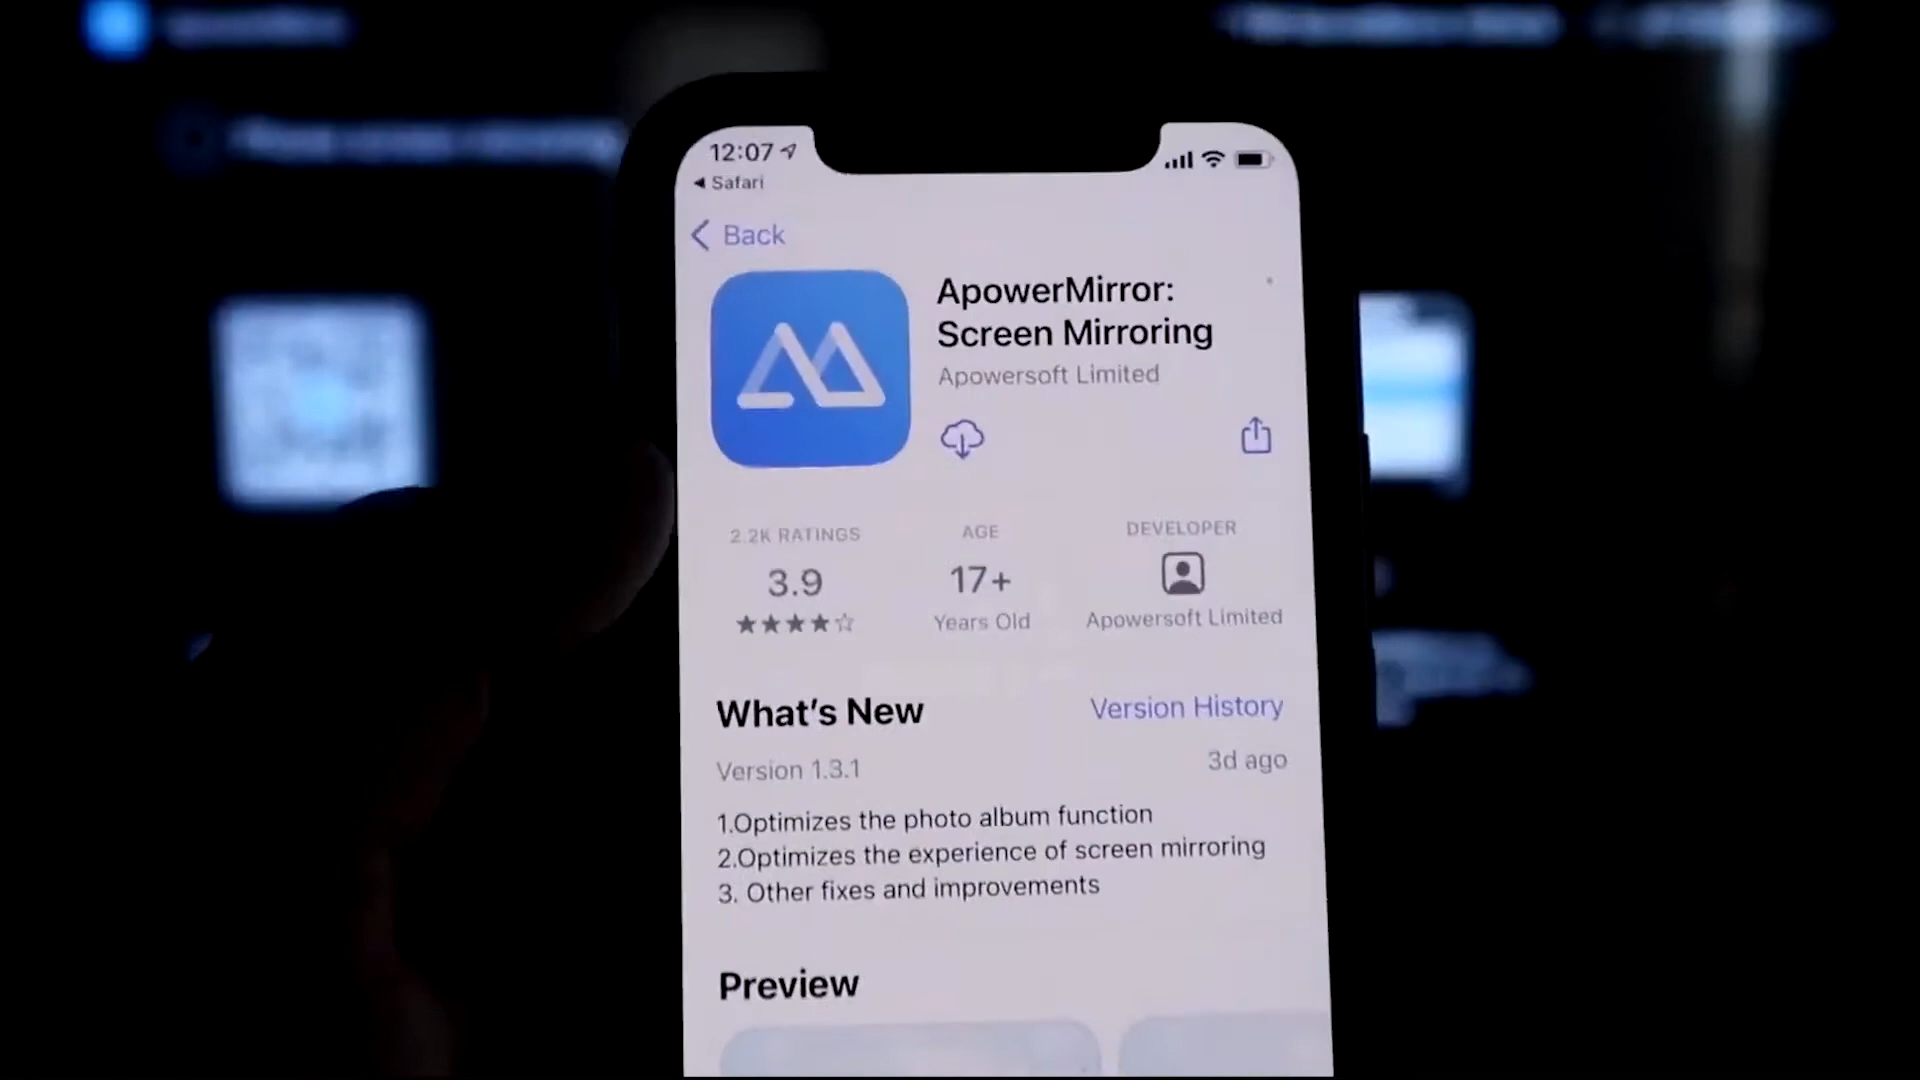 12:07
Safari
Back
ApowerMirror:
Screen Mirroring
Apowersoft Limited
2.2K RATINGS
AGE
DEVELOPER
3.9
17+
Years Old
Apowersoft Limited
What's New
Version History
Version 1.3.1
3d ago
1.Optimizes the photo album function
2.Optimizes the experience of screen mirroring
3. Other fixes and improvements
Preview